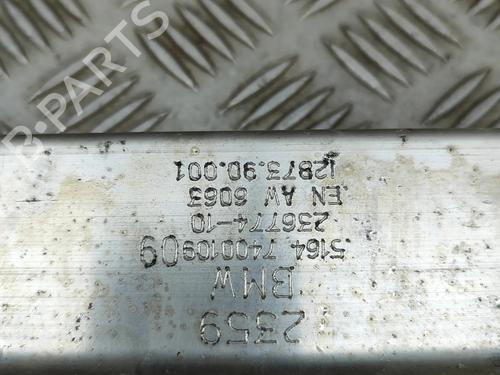 2359
BMW
.5164 7400109 09
236774-10
.EN AW 6063
12873.90.001
B-PARTS